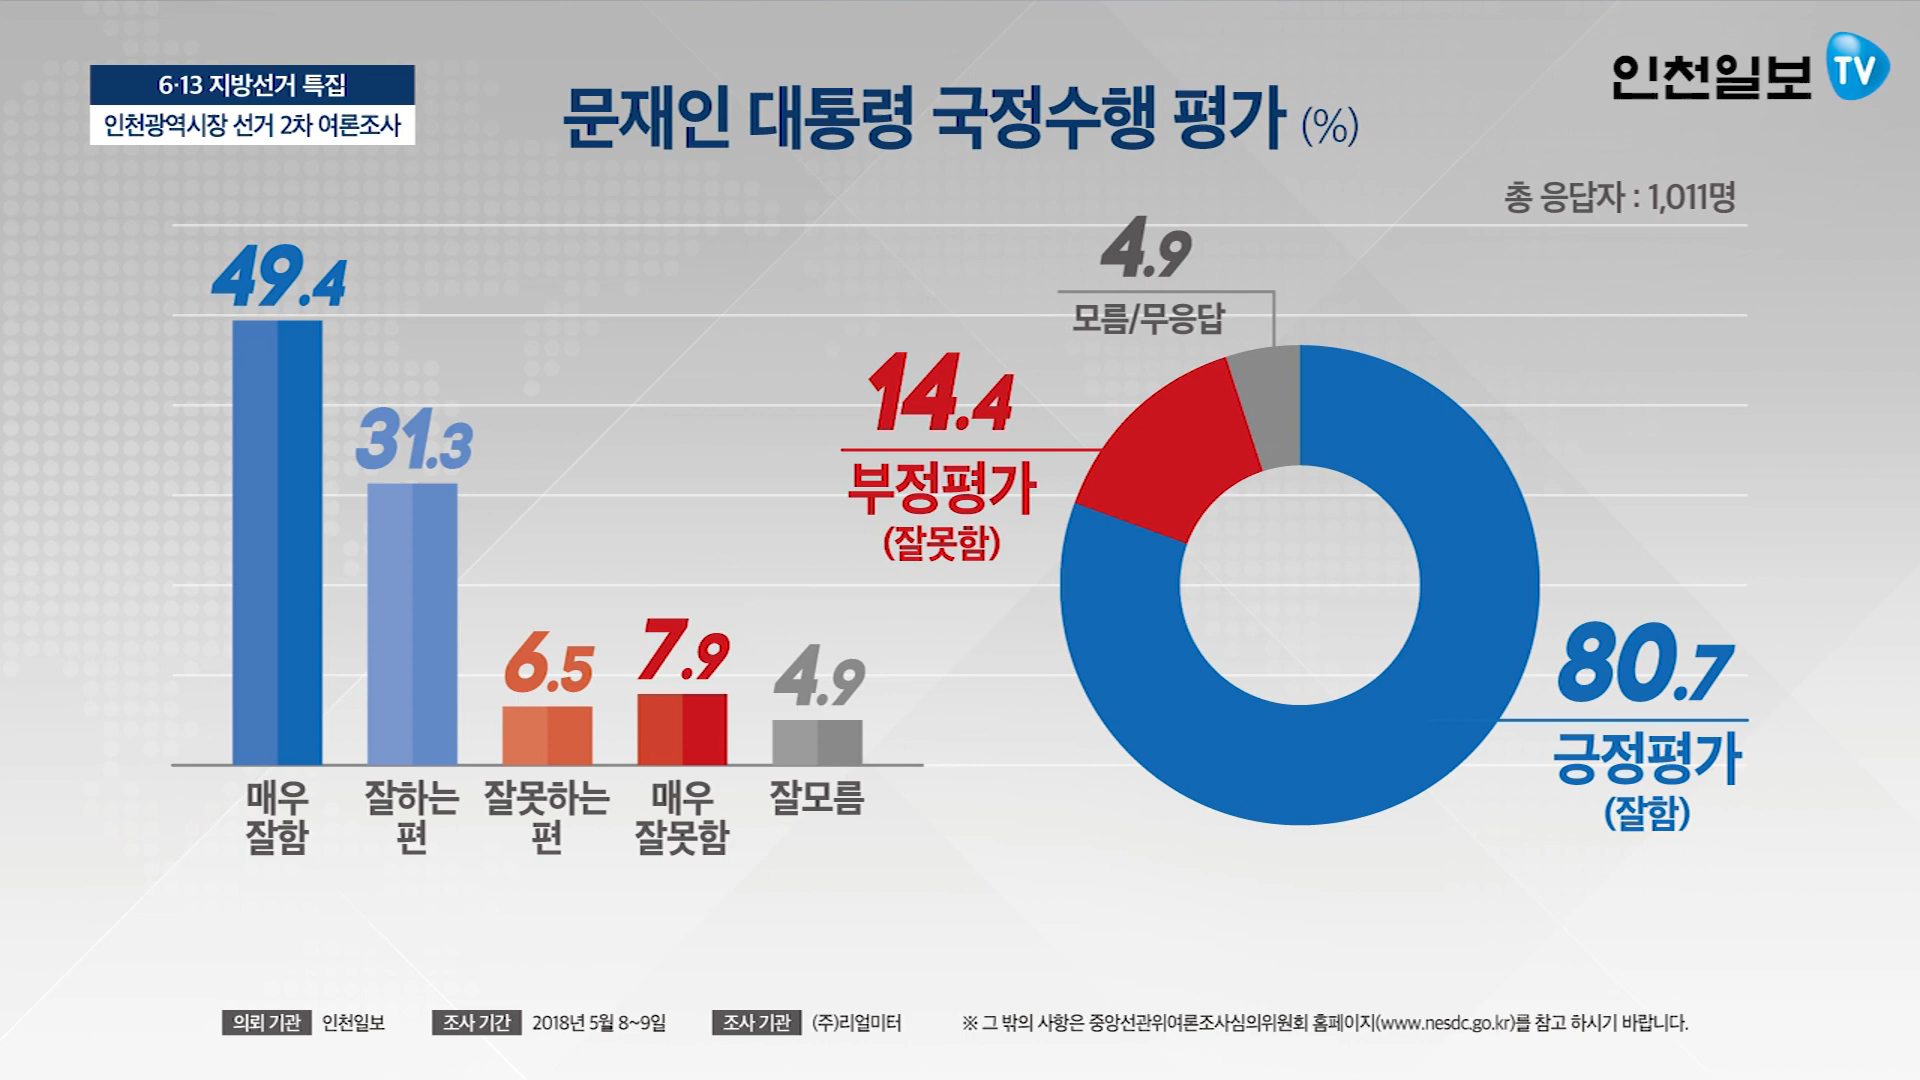 6·13 지방선거 특집
인천광역시장 선거 2차 여론조사
문재인 대통령 국정수행 평가 (%)
인천일보 TV
총 응답자 : 1,011명
49.4
31.3
6.5
7.9
4.9
매우
잘함
잘하는
편
잘못하는
편
매우
잘못함
잘모름
4.9
모름/무응답
14.4
부정평가
(잘못함)
80.7
긍정평가
(잘함)
의뢰 기관 인천일보 조사 기간 2018년 5월 8~9일 조사 기관 (주)리얼미터 ※ 그 밖의 사항은 중앙선관위여론조사심의위원회 홈페이지(www.nesdc.go.kr)를 참고 하시기 바랍니다.